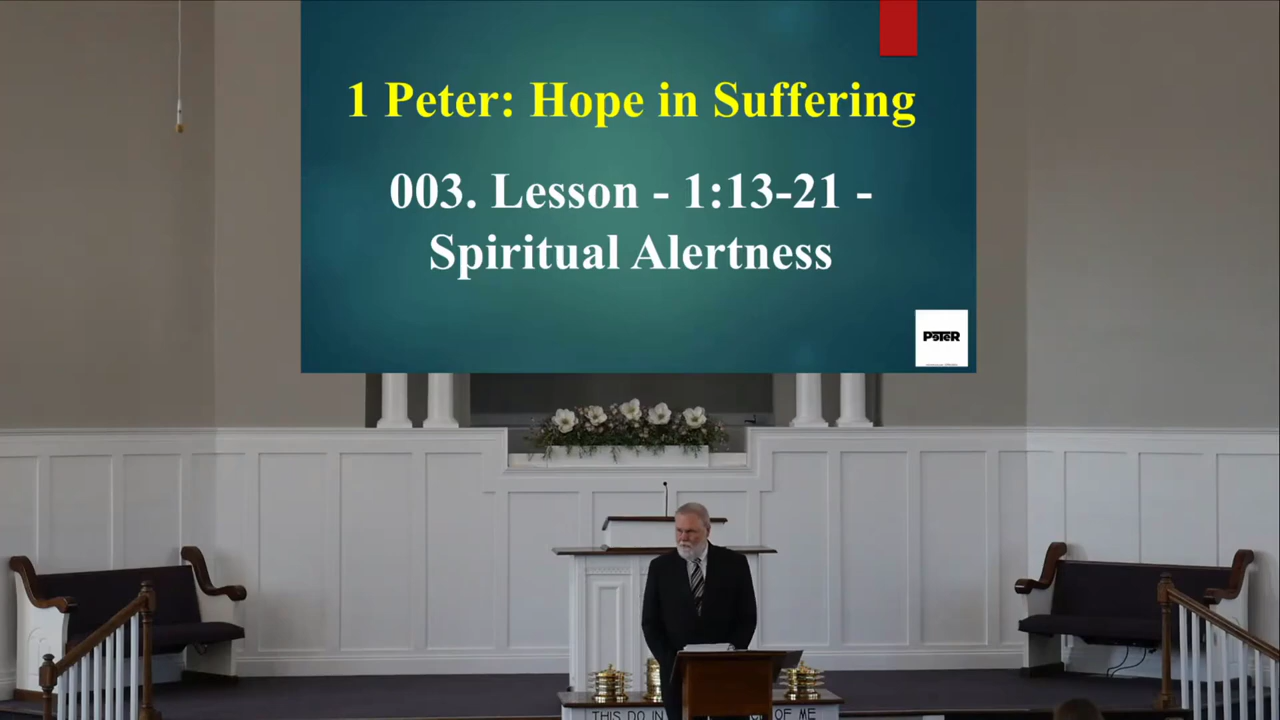 1 Peter: Hope in Suffering
003. Lesson - 1:13-21 -
Spiritual Alertness
PeTeR
THIS DO IN
OF ME